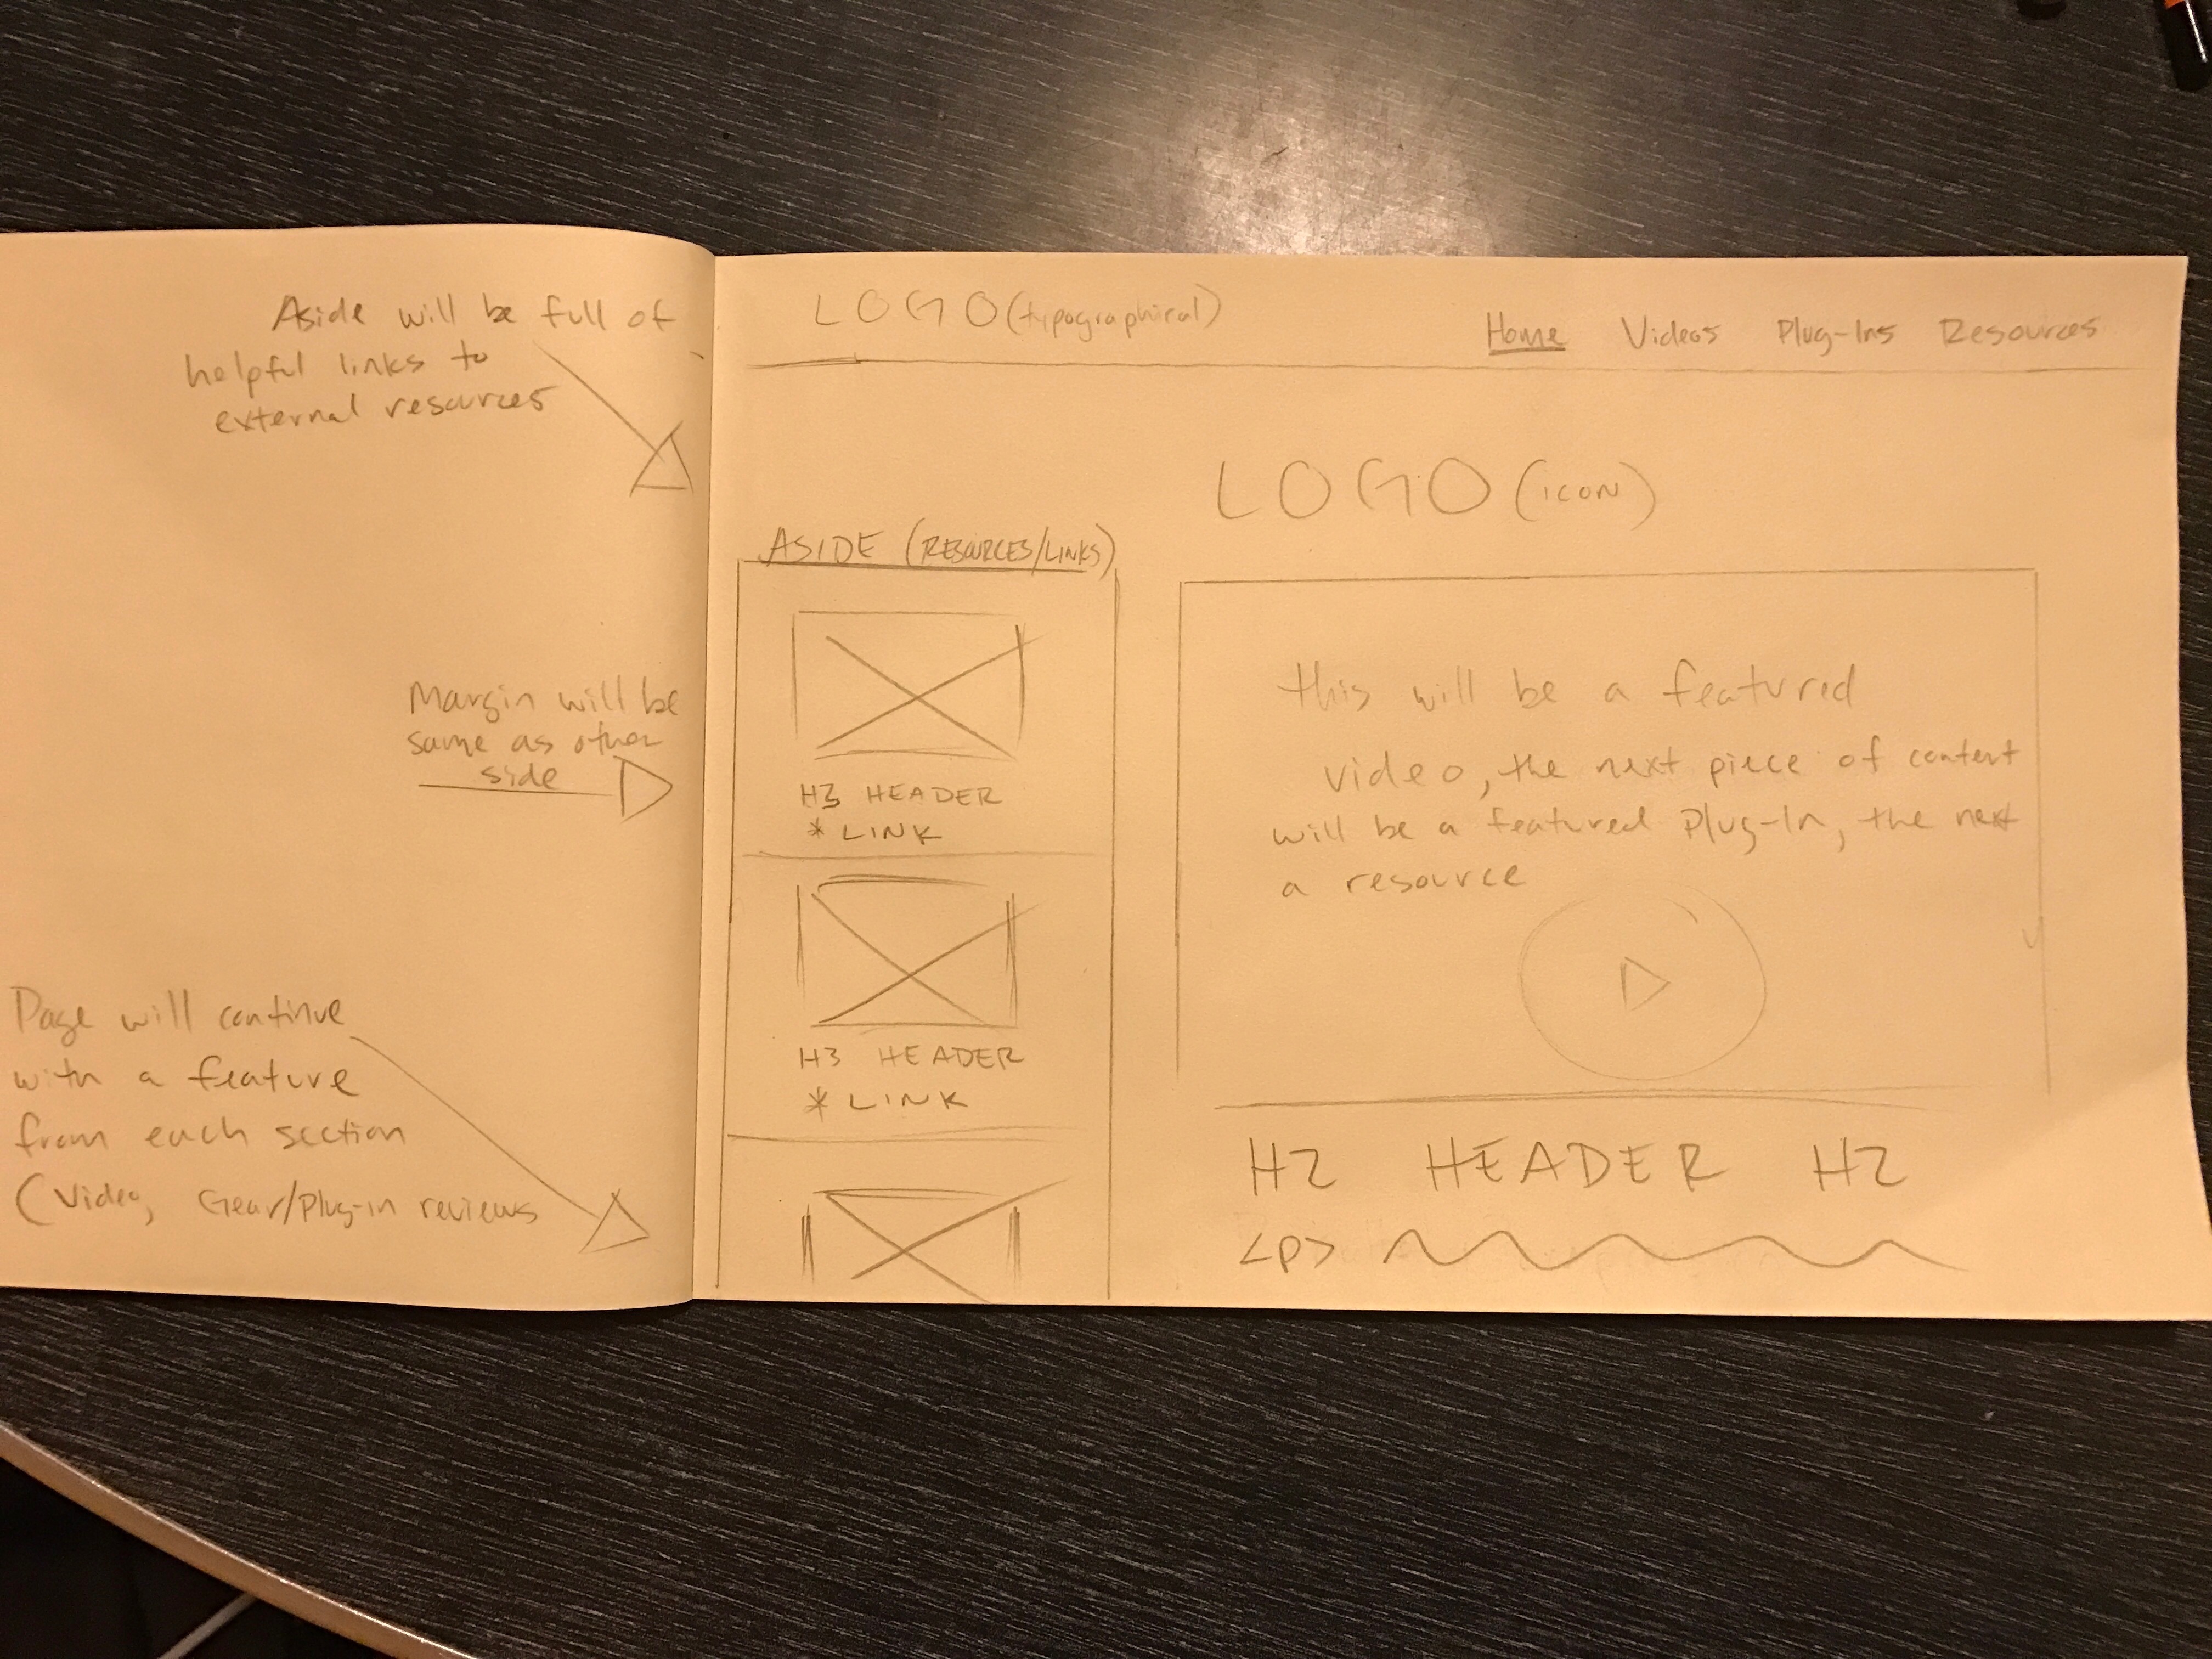 Aside will be full of
helpful links to
external resources
Margin will be
same as other
side
Page will continue
with a feature
from each section
(Video, Gear/Plug-in reviews
LOGO (typographical)
Home Videos Plug-Ins Resources
LOGO (ICON)
ASIDE (RESOURCES/LINKS)
H3 HEADER
* LINK
H3 HEADER
* LINK
this will be a featured
video, the next piece of content
will be a featured Plug-In, the next
a resource
H2 HEADER H2
<p>